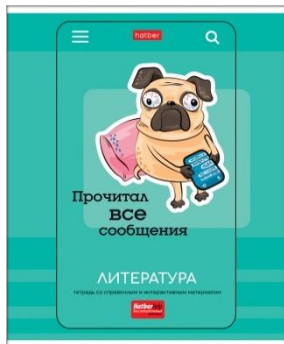 hatber
Прочитал
все
сообщения
ЛИТЕРАТУРА
тетрадь со справочным и интерактивным материалом